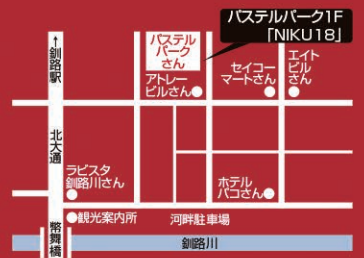 パステルパーク1F
「NIKU18」
↑釧路駅
パステル
パーク
さん
アトレー
ビルさん
セイコー
マートさん
エイト
ビル
さん
北大通
ラビスタ
釧路川さん
ホテル
パコさん
観光案内所
河畔駐車場
幣舞橋
釧路川